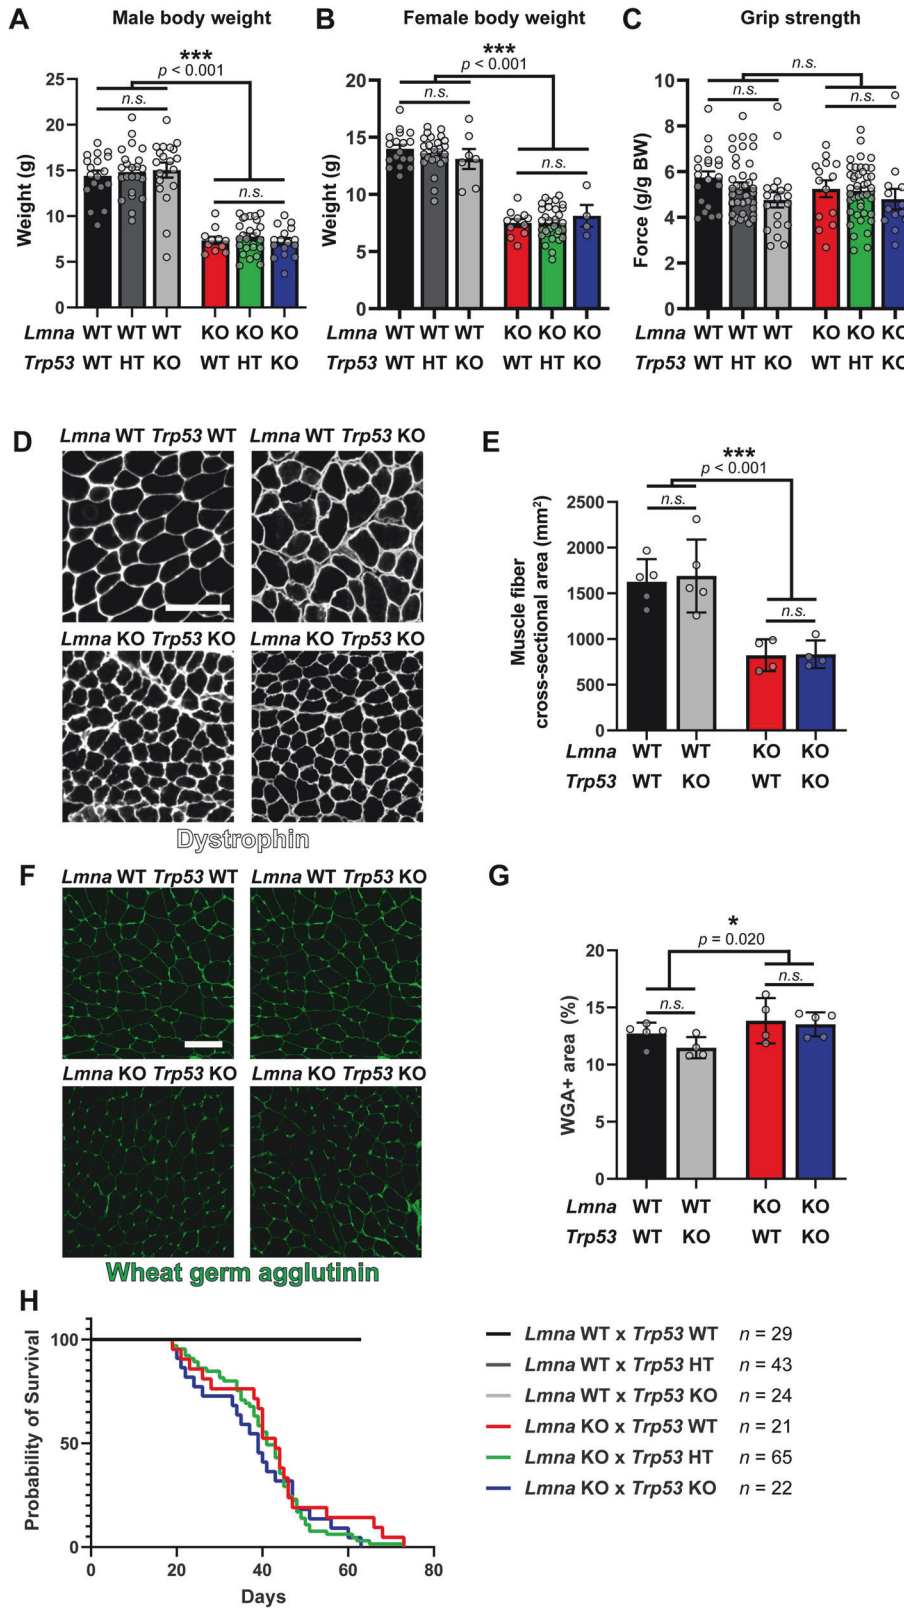 A Male body weight
B Female body weight
C Grip strength
***
p < 0.001
n.s.
n.s.
25
20
15
10
5
0
Weight (g)
Lmna WT WT WT KO KO KO
Trp53 WT HT KO WT HT KO
***
p < 0.001
n.s.
n.s.
20
15
10
5
0
Weight (g)
WT WT WT KO KO KO
WT HT KO WT HT KO
Lmna
Trp53
n.s.
n.s.
n.s.
10
8
6
4
2
0
Force (g/g BW)
Lmna WT WT WT KO KO KO
Trp53 WT HT KO WT HT KO
D
Lmna WT Trp53 WT Lmna WT Trp53 KO
Lmna KO Trp53 KO Lmna KO Trp53 KO
Dystrophin
E
***
p < 0.001
n.s.
n.s.
2500
2000
1500
1000
500
0
Muscle fiber
cross-sectional area (mm²)
Lmna WT WT KO KO
Trp53 WT KO WT KO
F
Lmna WT Trp53 WT Lmna WT Trp53 KO
Lmna KO Trp53 KO Lmna KO Trp53 KO
Wheat germ agglutinin
G
*
p = 0.020
n.s.
n.s.
20
15
10
5
0
WGA+ area (%)
Lmna WT WT KO KO
Trp53 WT KO WT KO
H
100
50
0
Probability of Survival
0 20 40 60 80
Days
Lmna WT x Trp53 WT n = 29
Lmna WT x Trp53 HT n = 43
Lmna WT x Trp53 KO n = 24
Lmna KO x Trp53 WT n = 21
Lmna KO x Trp53 HT n = 65
Lmna KO x Trp53 KO n = 22